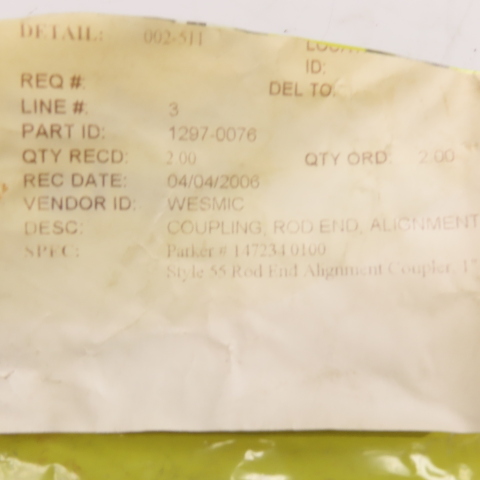 DETAIL: 002-511
ID:
REQ #: DEL TO:
LINE #: 3
PART ID: 1297-0076
QTY RECD: 2.00 QTY ORD: 2.00
REC DATE: 04/04/2006
VENDOR ID: WESMIC
DESC: COUPLING, ROD END, ALIGNMENT
SPEC: Parker # 147234 0100
Style 55 Rod End Alignment Coupler, 1"